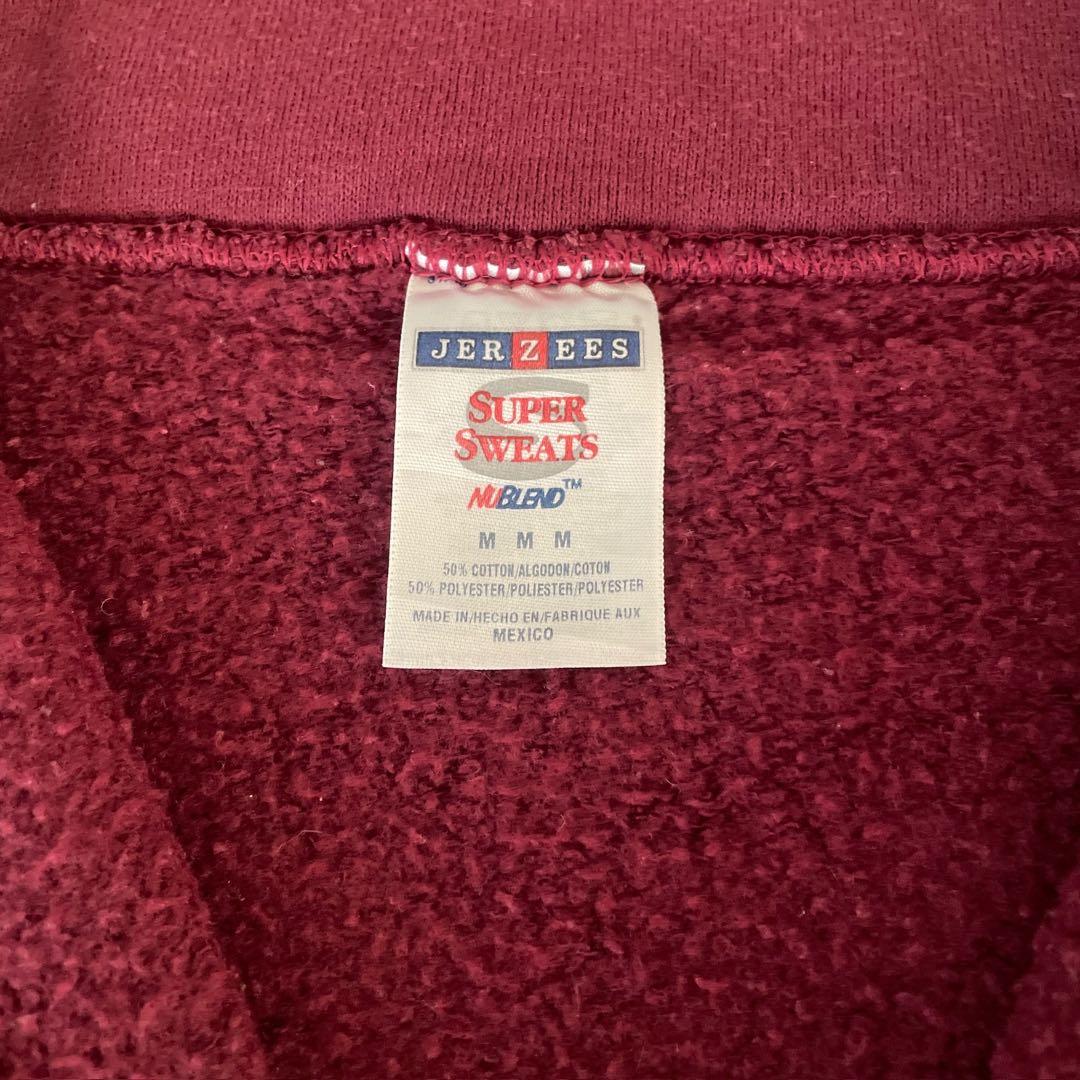 JERZEES
SUPER
SWEATS
NUBLEND™
M M M
50% COTTON/ALGODON/COTON
50% POLYESTER/POLIESTER/POLYESTER
MADE IN/HECHO EN/FABRIQUE AUX
MEXICO